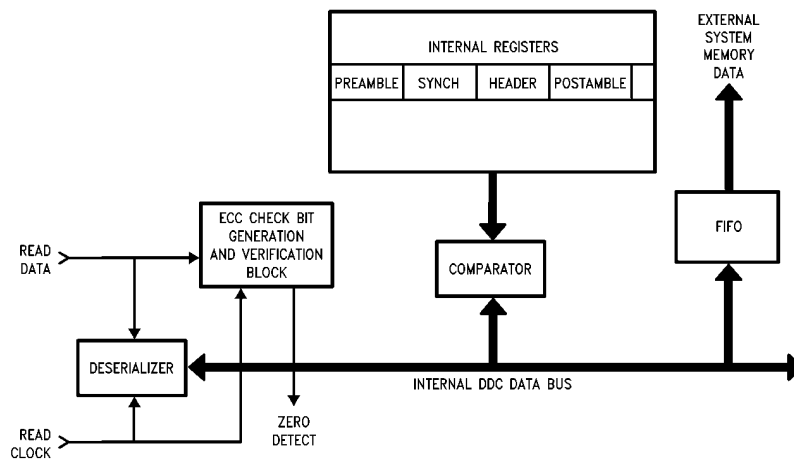 EXTERNAL
SYSTEM
MEMORY
DATA
INTERNAL REGISTERS
PREAMBLE SYNCH HEADER POSTAMBLE
ECC CHECK BIT
GENERATION
AND VERIFICATION
BLOCK
FIFO
READ
DATA
COMPARATOR
DESERIALIZER
INTERNAL DDC DATA BUS
ZERO
DETECT
READ
CLOCK